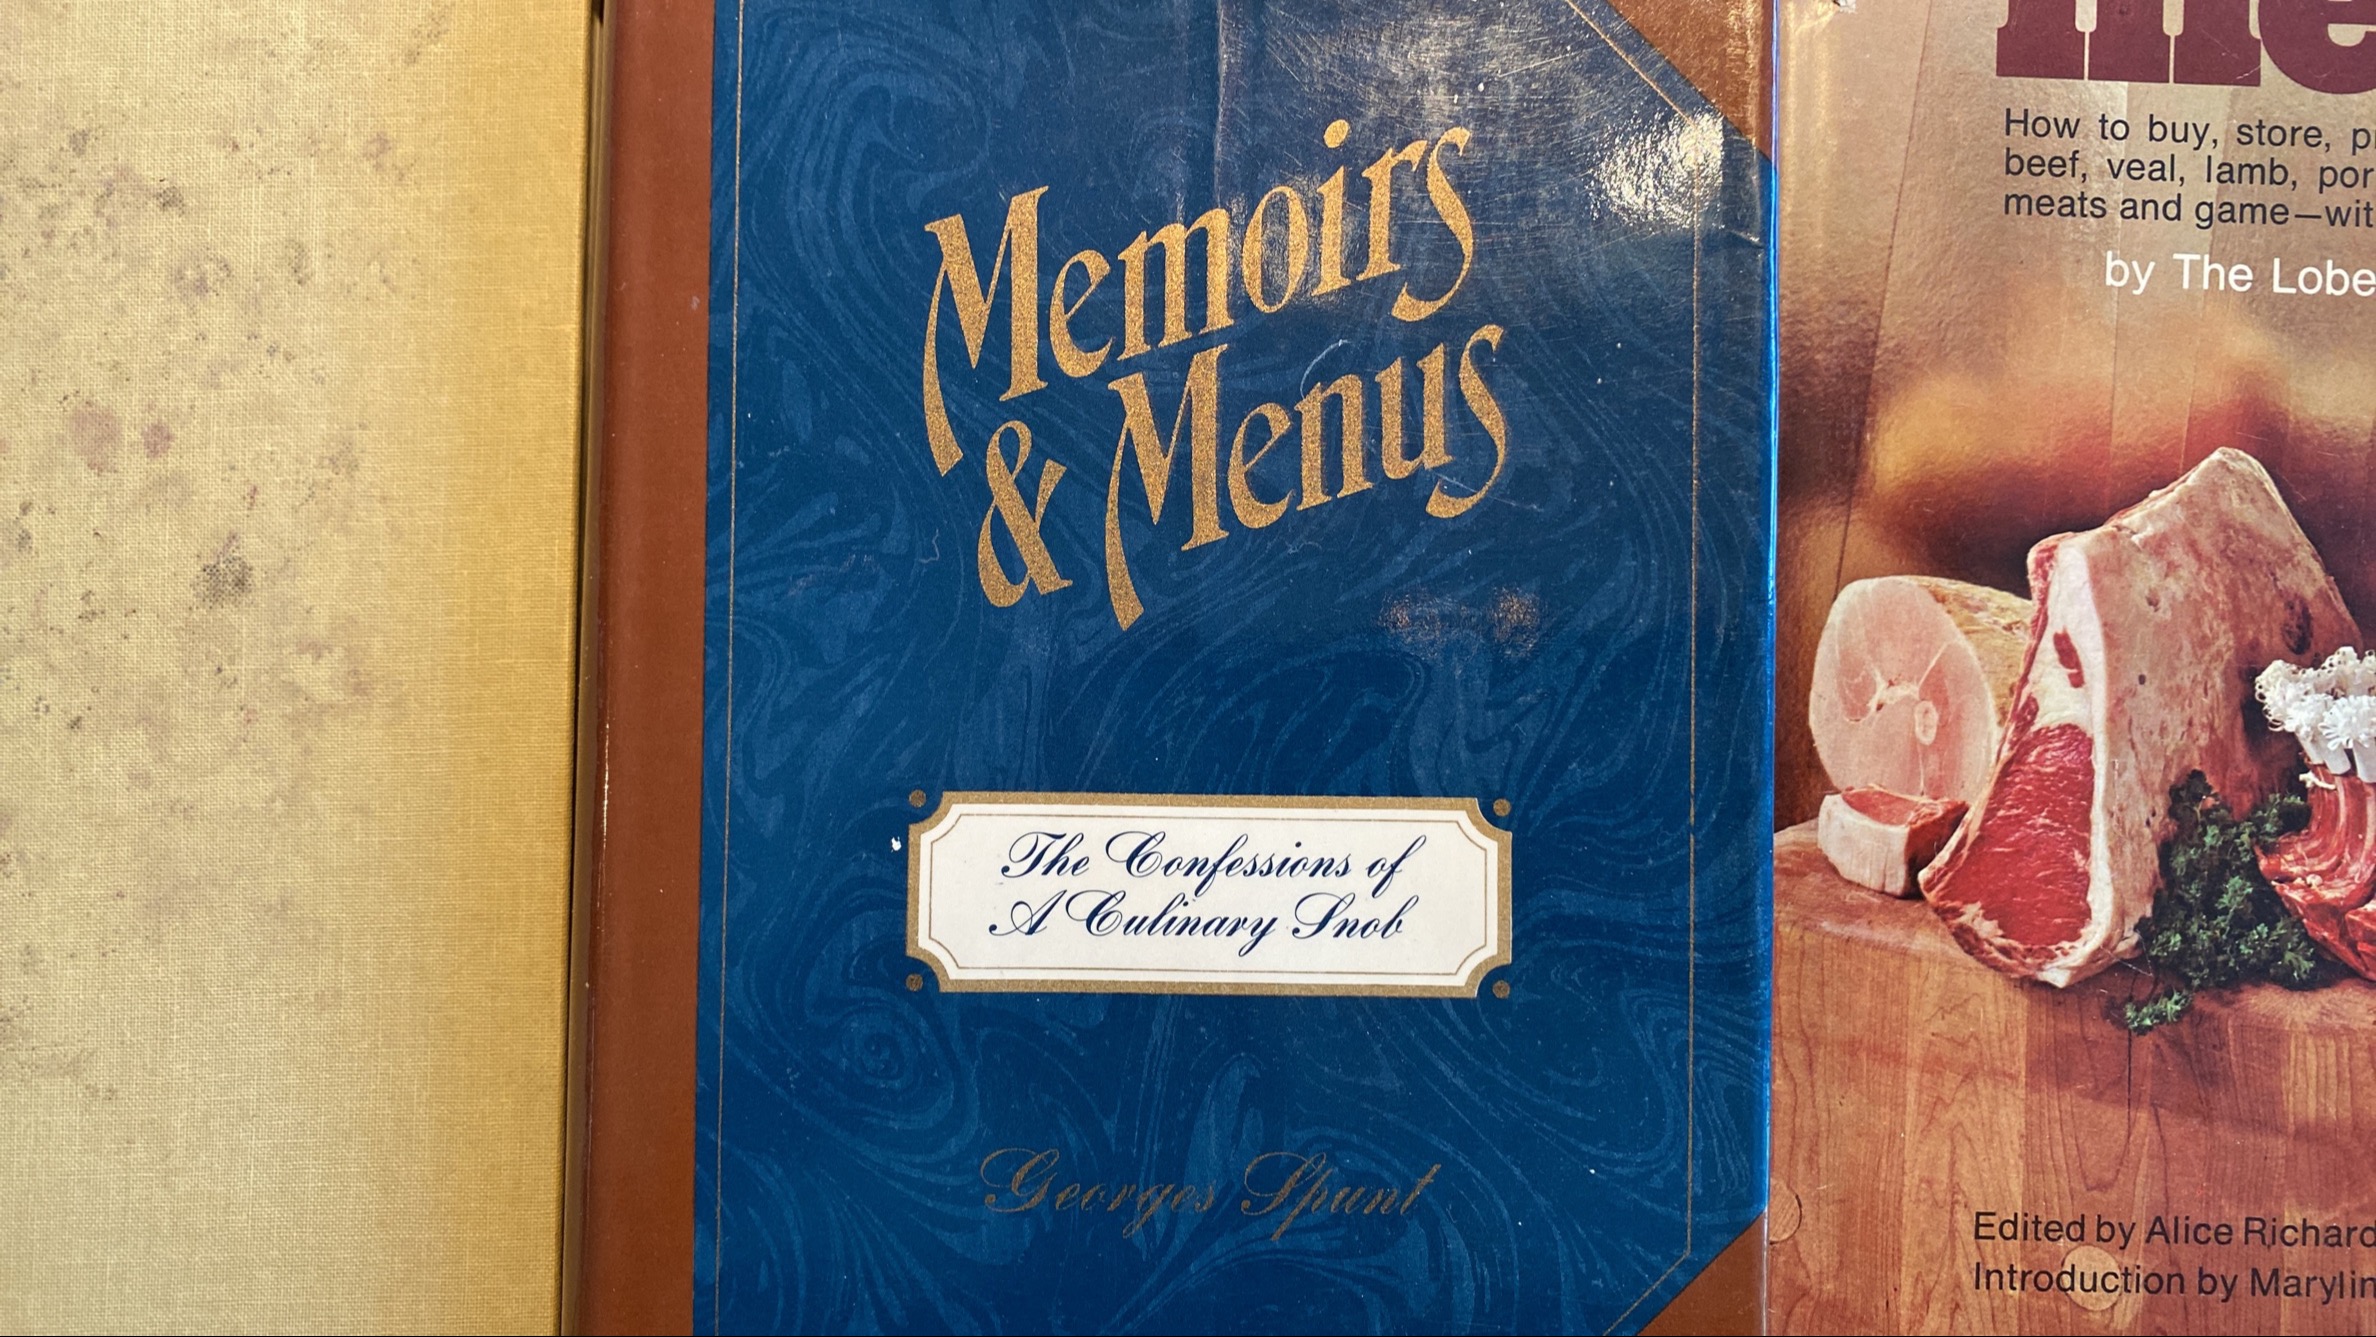 Memoirs
& Menus
The Confessions of
A Culinary Snob
Georges Spunt
How to buy, store,
beef, veal, lamb,
meats and game—
by The
Edited by Alice
Introduction by